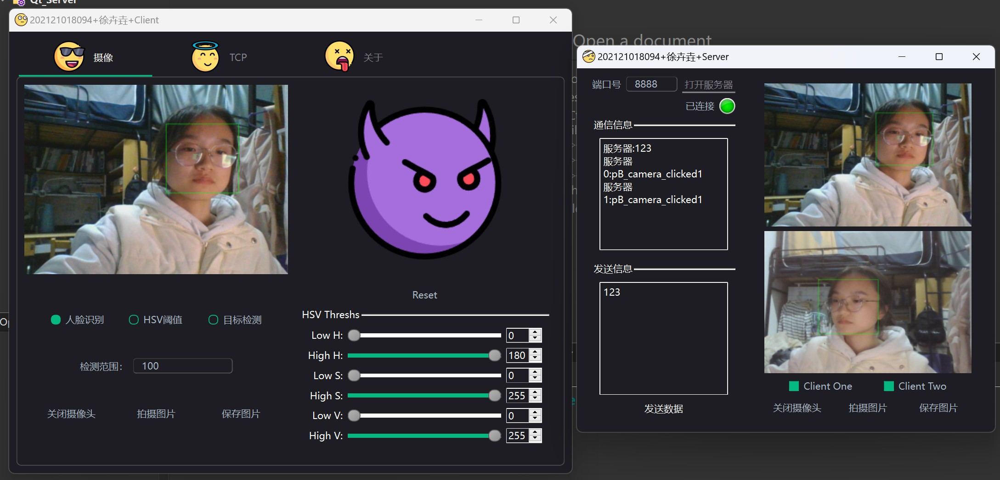 Qt_Server
202121018094+徐卉垚+Client
摄像
TCP
关于
Reset
人脸识别
HSV阈值
目标检测
检测范围:
100
关闭摄像头
拍摄图片
保存图片
HSV Threshs
Low H:
0
High H:
180
Low S:
0
High S:
255
Low V:
0
High V:
255
Open a document
202121018094+徐卉垚+Server
端口号
8888
打开服务器
已连接
通信信息
服务器:123
服务器
0:pB_camera_clicked1
服务器
1:pB_camera_clicked1
发送信息
123
发送数据
Client One
Client Two
关闭摄像头
拍摄图片
保存图片